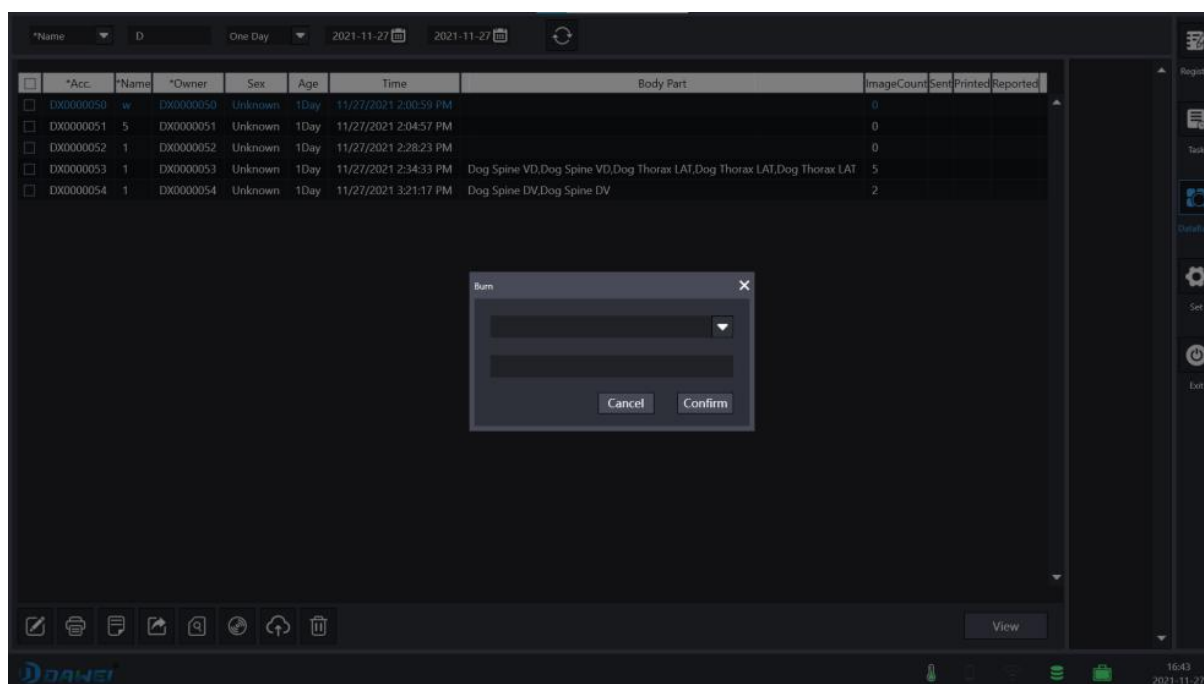 *Name D One Day 2021-11-27 2021-11-27
*Acc. *Name *Owner Sex Age Time Body Part ImageCount Sent Printed Reported
DX0000050 w DX0000050 Unknown 1Day 11/27/2021 2:00:59 PM 0
DX0000051 5 DX0000051 Unknown 1Day 11/27/2021 2:04:57 PM 0
DX0000052 1 DX0000052 Unknown 1Day 11/27/2021 2:28:23 PM 0
DX0000053 1 DX0000053 Unknown 1Day 11/27/2021 2:34:33 PM Dog Spine VD,Dog Spine VD,Dog Thorax LAT,Dog Thorax LAT,Dog Thorax LAT 5
DX0000054 1 DX0000054 Unknown 1Day 11/27/2021 3:21:17 PM Dog Spine DV,Dog Spine DV 2
Burn
Cancel Confirm
View
Regist
Task
Set
Exit
DAWEI
16:43